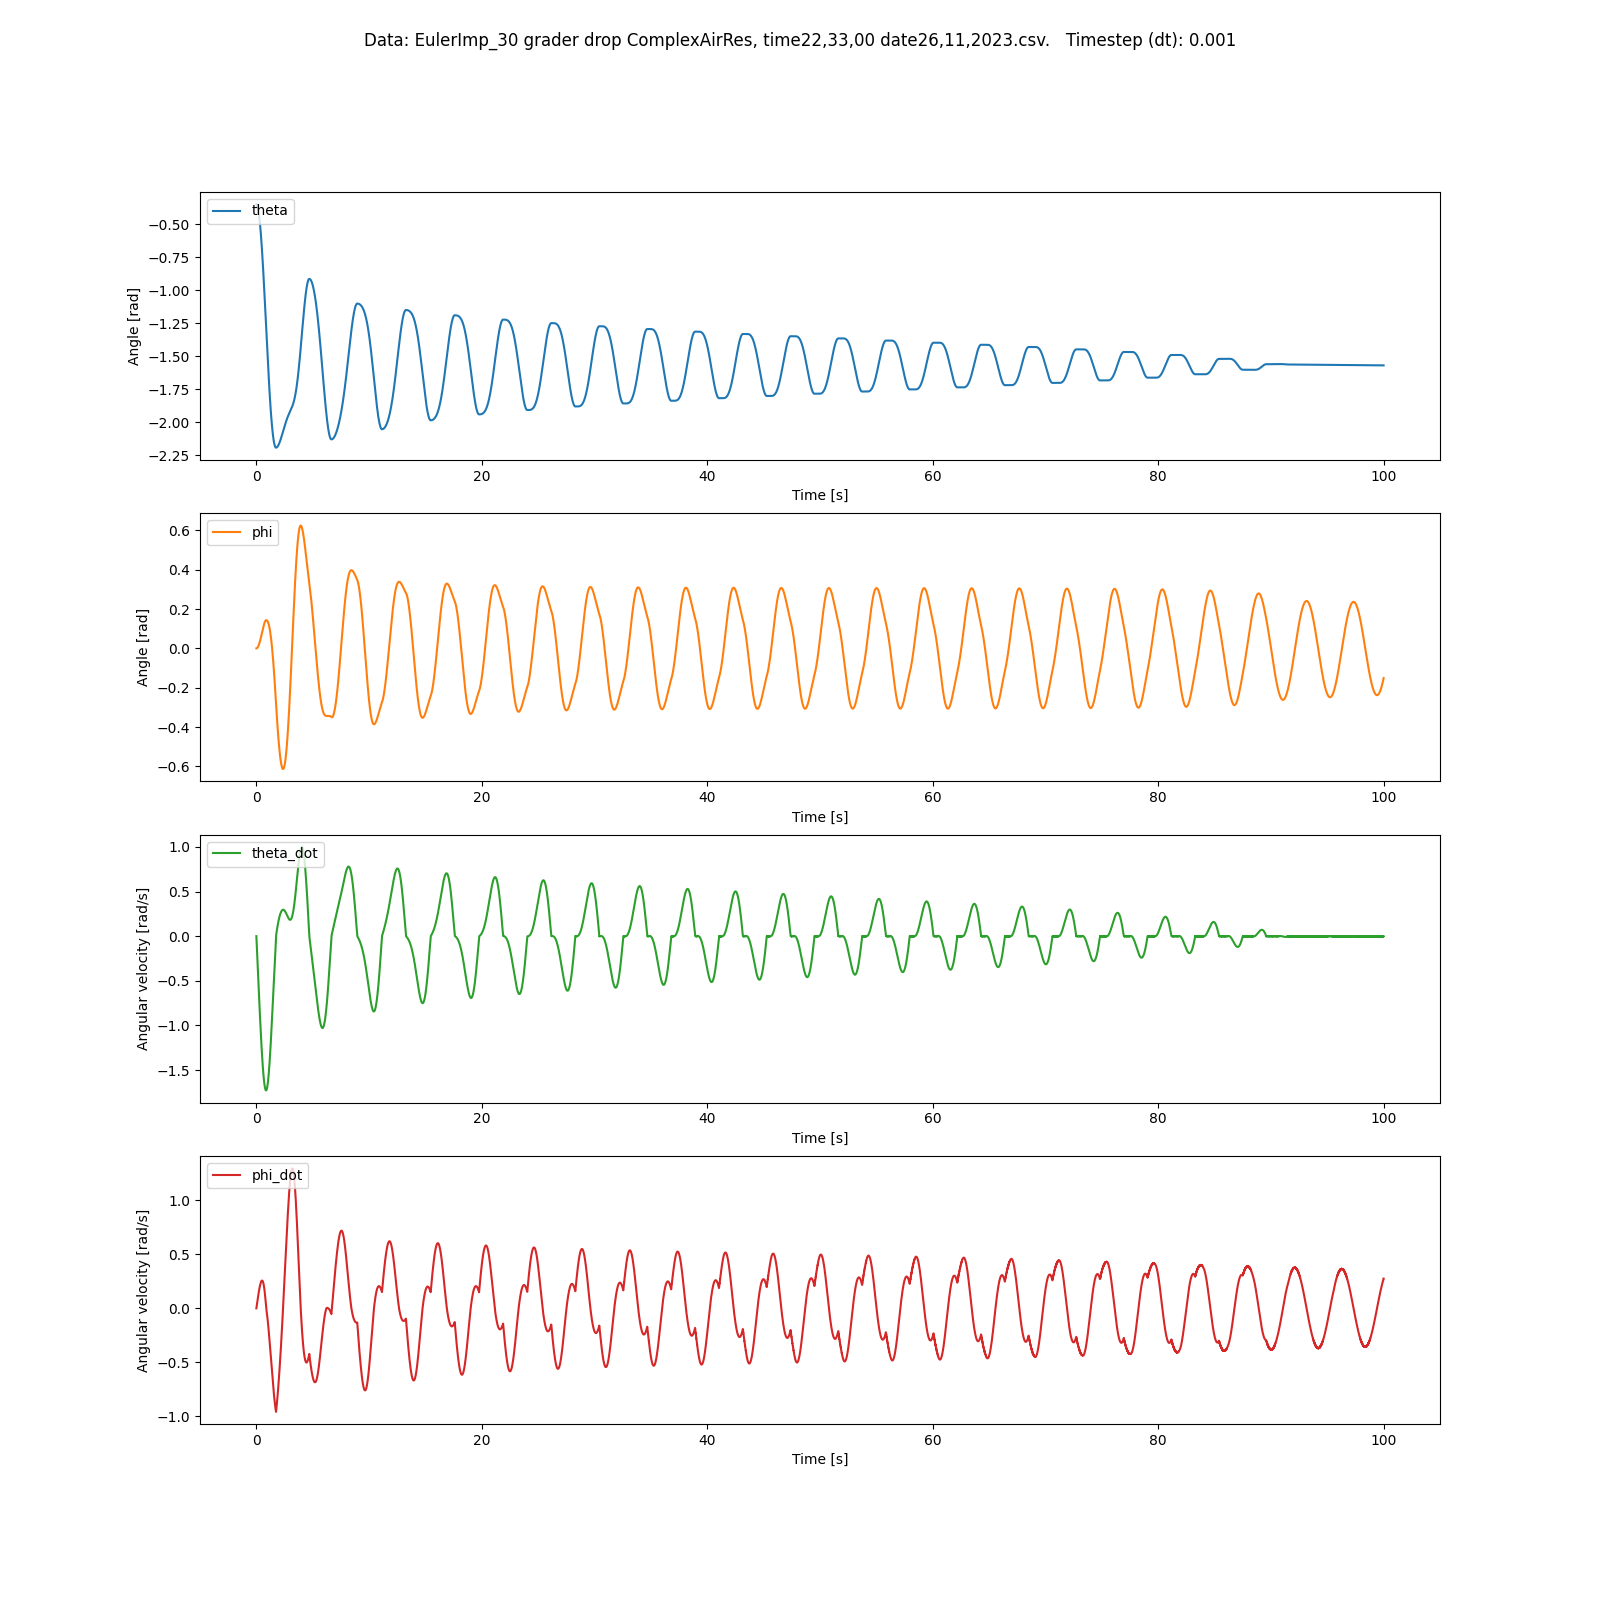 Data: EulerImp_30 grader drop ComplexAirRes, time22,33,00 date26,11,2023.csv.   Timestep (dt): 0.001
theta
−0.50
−0.75
−1.00
−1.25
−1.50
−1.75
−2.00
−2.25
Angle [rad]
0 20 40 60 80 100
Time [s]
phi
0.6
0.4
0.2
0.0
−0.2
−0.4
−0.6
Angle [rad]
0 20 40 60 80 100
Time [s]
theta_dot
1.0
0.5
0.0
−0.5
−1.0
−1.5
Angular velocity [rad/s]
0 20 40 60 80 100
Time [s]
phi_dot
1.0
0.5
0.0
−0.5
−1.0
Angular velocity [rad/s]
0 20 40 60 80 100
Time [s]